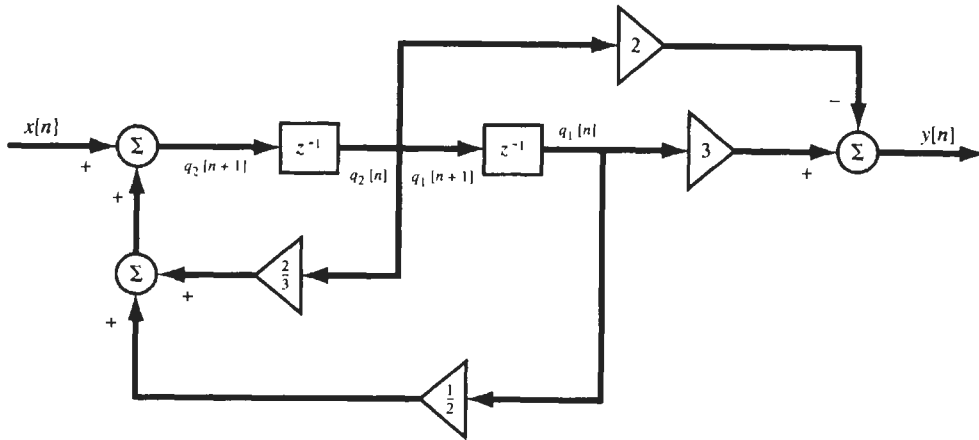 2
−
x[n}
Σ
q₂ [n+1]
z⁻¹
q₂ [n]
q₁ [n + 1]
z⁻¹
q₁ [n]
3
Σ
y[n]
+
+
+
Σ
+
2/3
+
1/2